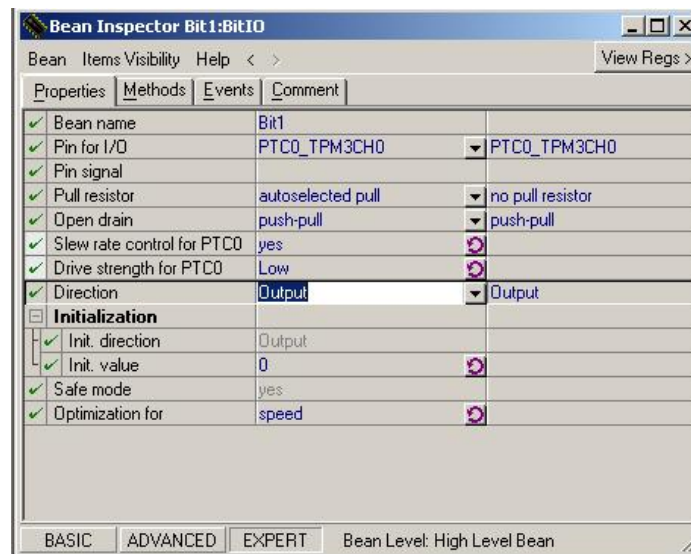 Bean Inspector Bit1:BitIO
Bean Items Visibility Help < > View Regs >
Properties Methods Events Comment
Bean name Bit1
Pin for I/O PTC0_TPM3CH0 PTC0_TPM3CH0
Pin signal
Pull resistor autoselected pull no pull resistor
Open drain push-pull push-pull
Slew rate control for PTC0 yes
Drive strength for PTC0 Low
Direction Output Output
Initialization
Init. direction Output
Init. value 0
Safe mode yes
Optimization for speed
BASIC ADVANCED EXPERT Bean Level: High Level Bean